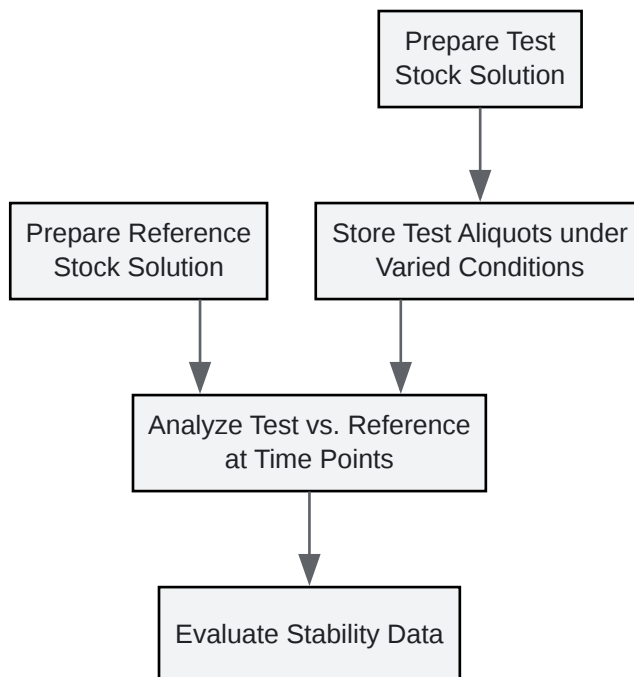 Prepare Test
Stock Solution
Prepare Reference
Stock Solution
Store Test Aliquots under
Varied Conditions
Analyze Test vs. Reference
at Time Points
Evaluate Stability Data